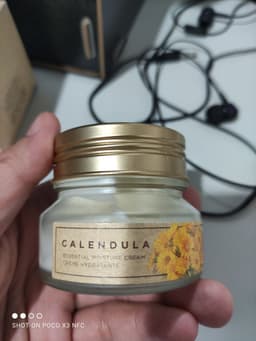 CALENDULA
ESSENTIAL MOISTURE CREAM
CRÈME HYDRATANTE
SHOT ON POCO X3 NFC